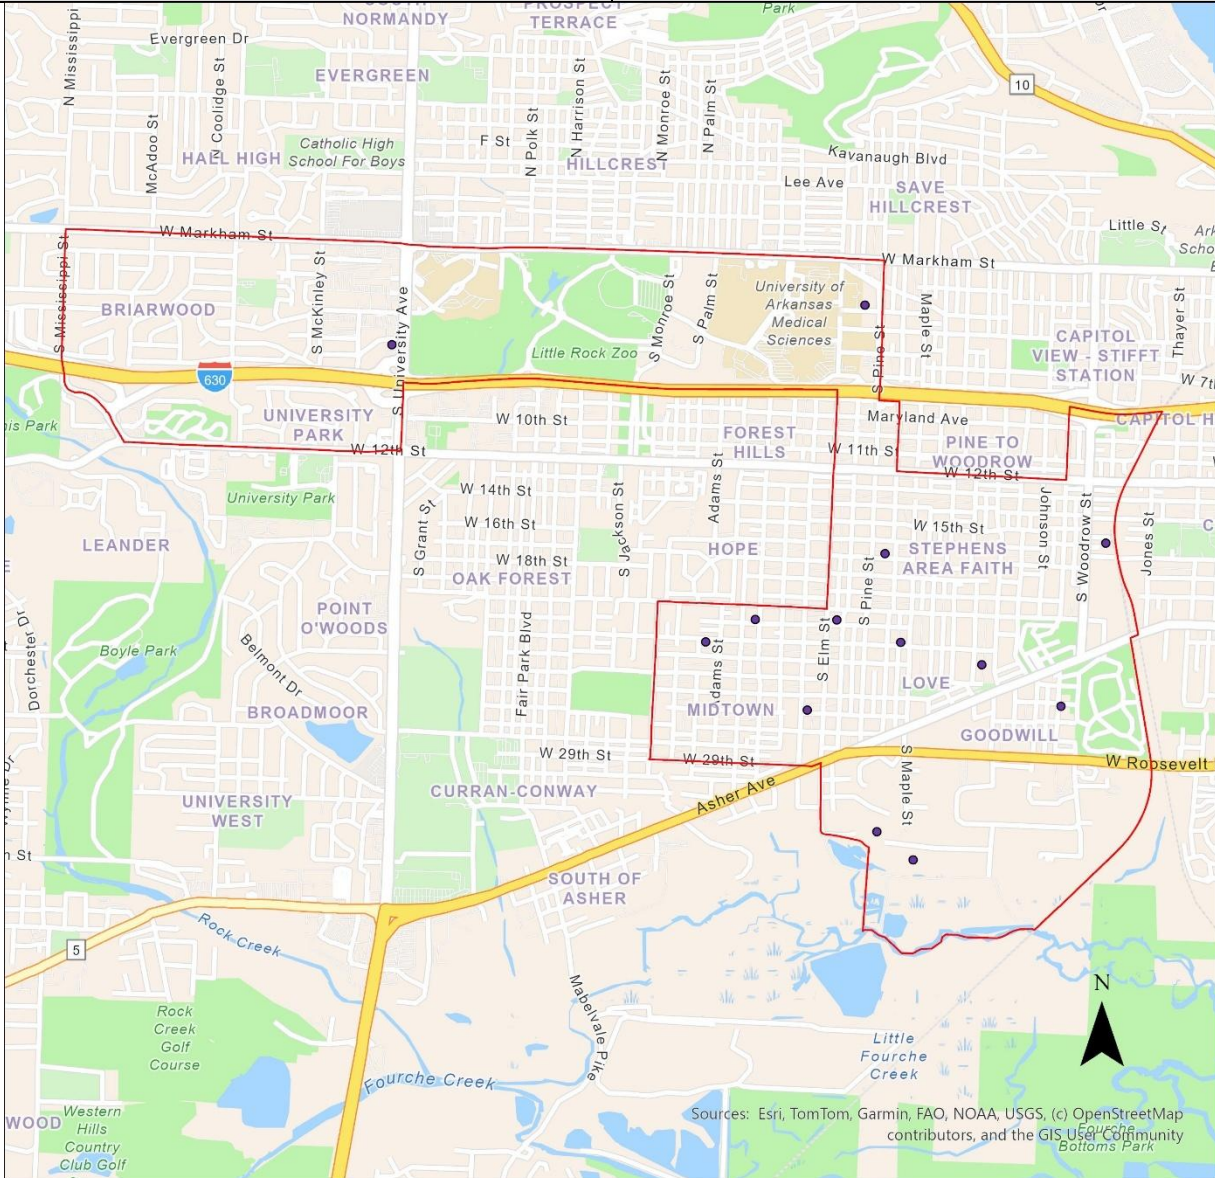 NORMANDY
PROSPECT
TERRACE
Park
Evergreen Dr
N Mississippi
N Coolidge St
EVERGREEN
10
McAdoo St
HALL HIGH
Catholic High
School For Boys
F St
N Polk St
N Harrison St
HILLCREST
N Monroe St
N Palm St
Kavanaugh Blvd
Lee Ave
SAVE
HILLCREST
Little St
W Markham St
W Markham St
S Mississippi St
BRIARWOOD
S McKinley St
S University Ave
Little Rock Zoo
S Monroe St
S Palm St
University of
Arkansas
Medical
Sciences
S Pine St
Maple St
CAPITOL
VIEW - STIFFT
STATION
Thayer St
630
UNIVERSITY
PARK
W 10th St
FOREST
HILLS
Maryland Ave
W 11th St
PINE TO
WOODROW
CAPITOL H
W 12th St
W 12th St
University Park
W 14th St
W 16th St
W 18th St
S Grant St
OAK FOREST
S Jackson St
Adams St
HOPE
W 15th St
STEPHENS
AREA FAITH
S Pine St
Johnson St
S Woodrow St
Jones St
LEANDER
POINT
O'WOODS
Boyle Park
Dorchester Dr
Belmont Dr
BROADMOOR
Fair Park Blvd
Adams St
S Elm St
MIDTOWN
LOVE
GOODWILL
W 29th St
W 29th St
W Roosevelt
S Maple St
Asher Ave
CURRAN-CONWAY
UNIVERSITY
WEST
SOUTH OF
ASHER
Rock Creek
5
Mabelvale Pike
N
Rock
Creek
Golf
Course
Fourche Creek
Little
Fourche
Creek
WOOD
Western
Hills
Country
Club Golf
Fourche
Bottoms Park
Sources: Esri, TomTom, Garmin, FAO, NOAA, USGS, (c) OpenStreetMap
contributors, and the GIS User Community